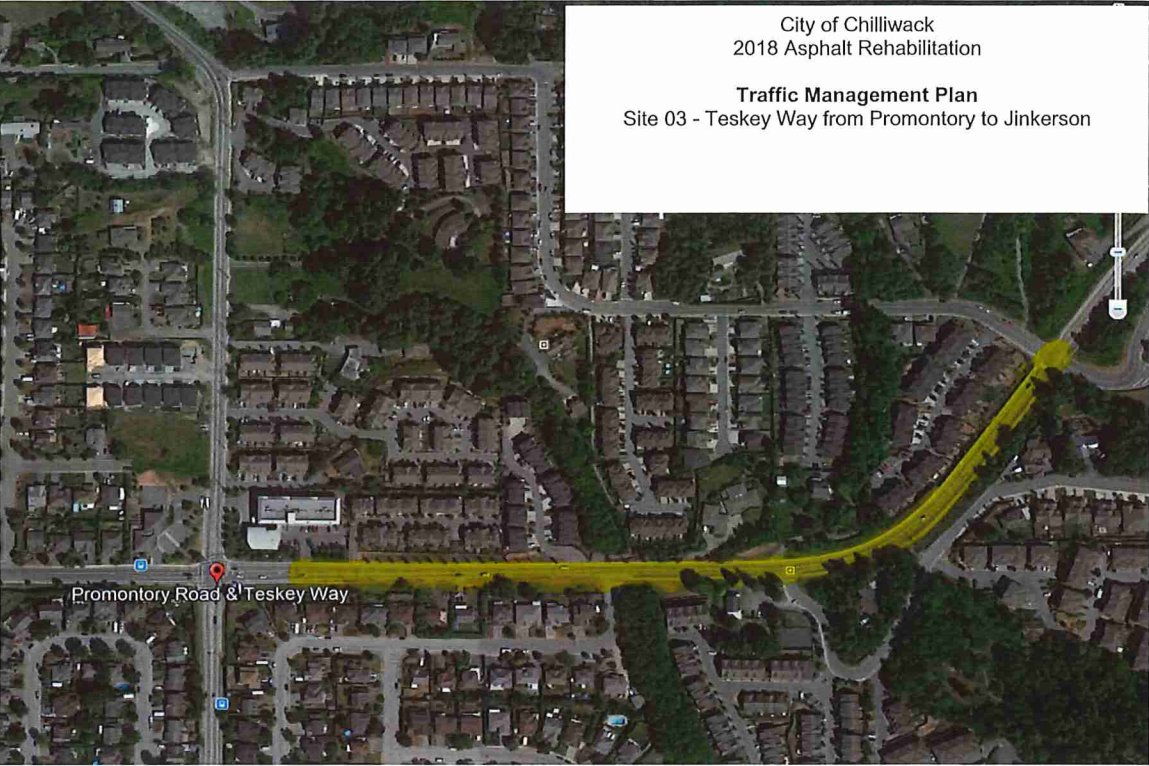 City of Chilliwack
2018 Asphalt Rehabilitation
Traffic Management Plan
Site 03 - Teskey Way from Promontory to Jinkerson
Promontory Road & Teskey Way